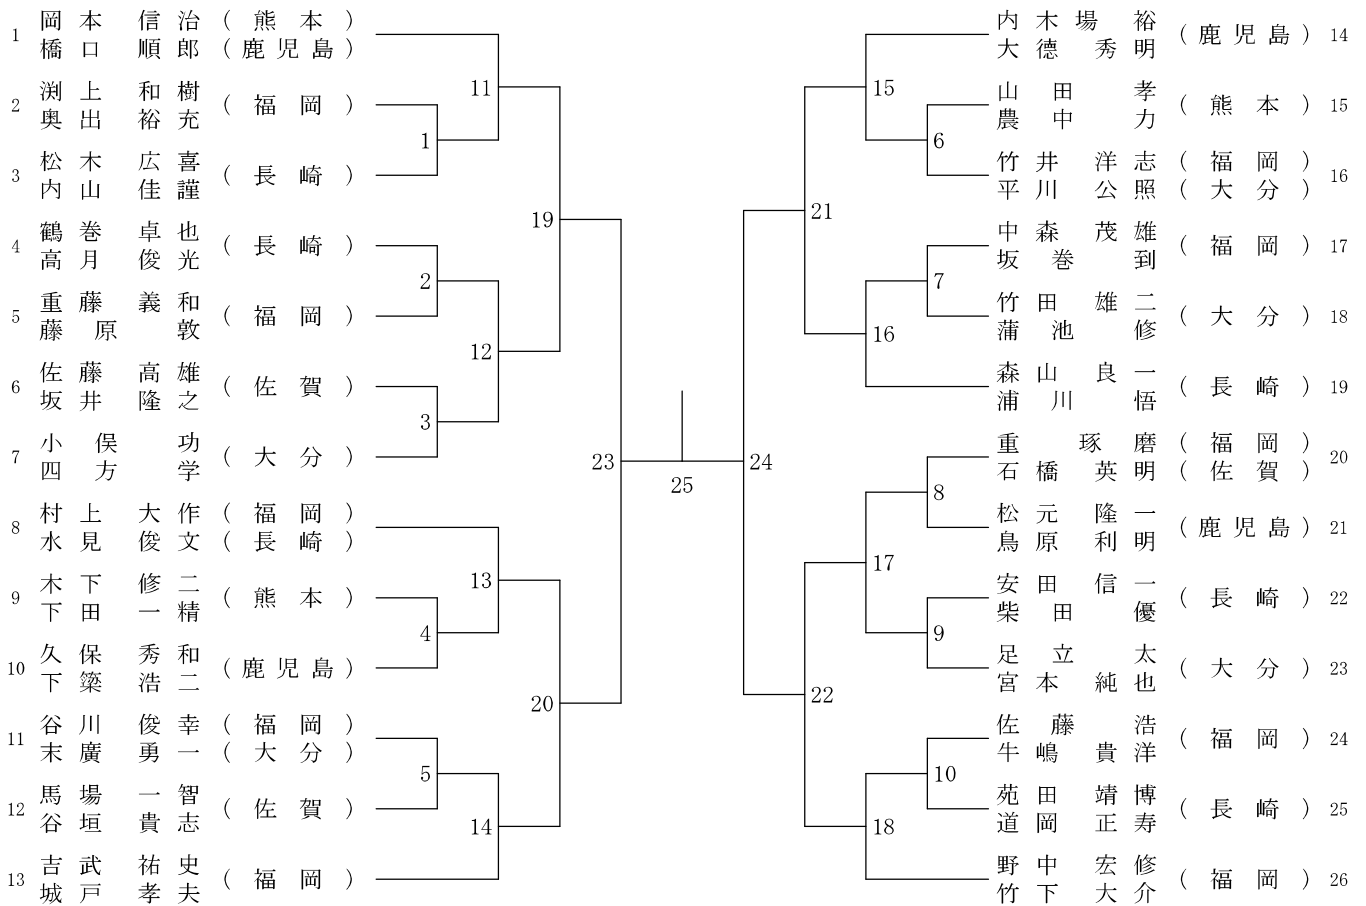 1 岡本 信治 (熊本)
橋口 順郎 (鹿児島)
2 渕上 和樹 (福岡)
奥出 裕充
3 松木 広喜 (長崎)
内山 佳謹
4 鶴巻 卓也 (長崎)
高月 俊光
5 重藤 義和 (福岡)
藤原 敦
6 佐藤 高雄 (佐賀)
坂井 隆之
7 小俣 功 (大分)
四方 学
8 村上 大作 (福岡)
水見 俊文 (長崎)
9 木下 修二 (熊本)
下田 一精
10 久保 秀和 (鹿児島)
下簗 浩二
11 谷川 俊幸 (福岡)
末廣 勇一 (大分)
12 馬場 一智 (佐賀)
谷垣 貴志
13 吉武 祐史 (福岡)
城戸 孝夫
11
1
19
2
12
3
23
13
4
20
5
14
25
15
6
21
7
16
24
8
17
9
22
10
18
内木場 裕 (鹿児島) 14
大德 秀明
山田 孝 (熊本) 15
農中 力
竹井 洋志 (福岡) 16
平川 公照 (大分)
中森 茂雄 (福岡) 17
坂巻 到
竹田 雄二 (大分) 18
蒲池 修
森山 良一 (長崎) 19
浦川 悟
重 琢磨 (福岡) 20
石橋 英明 (佐賀)
松元 隆一 (鹿児島) 21
鳥原 利明
安田 信一 (長崎) 22
柴田 優
足立 太 (大分) 23
宮本 純也
佐藤 浩 (福岡) 24
牛嶋 貴洋
苑田 靖博 (長崎) 25
道岡 正寿
野中 宏修 (福岡) 26
竹下 大介